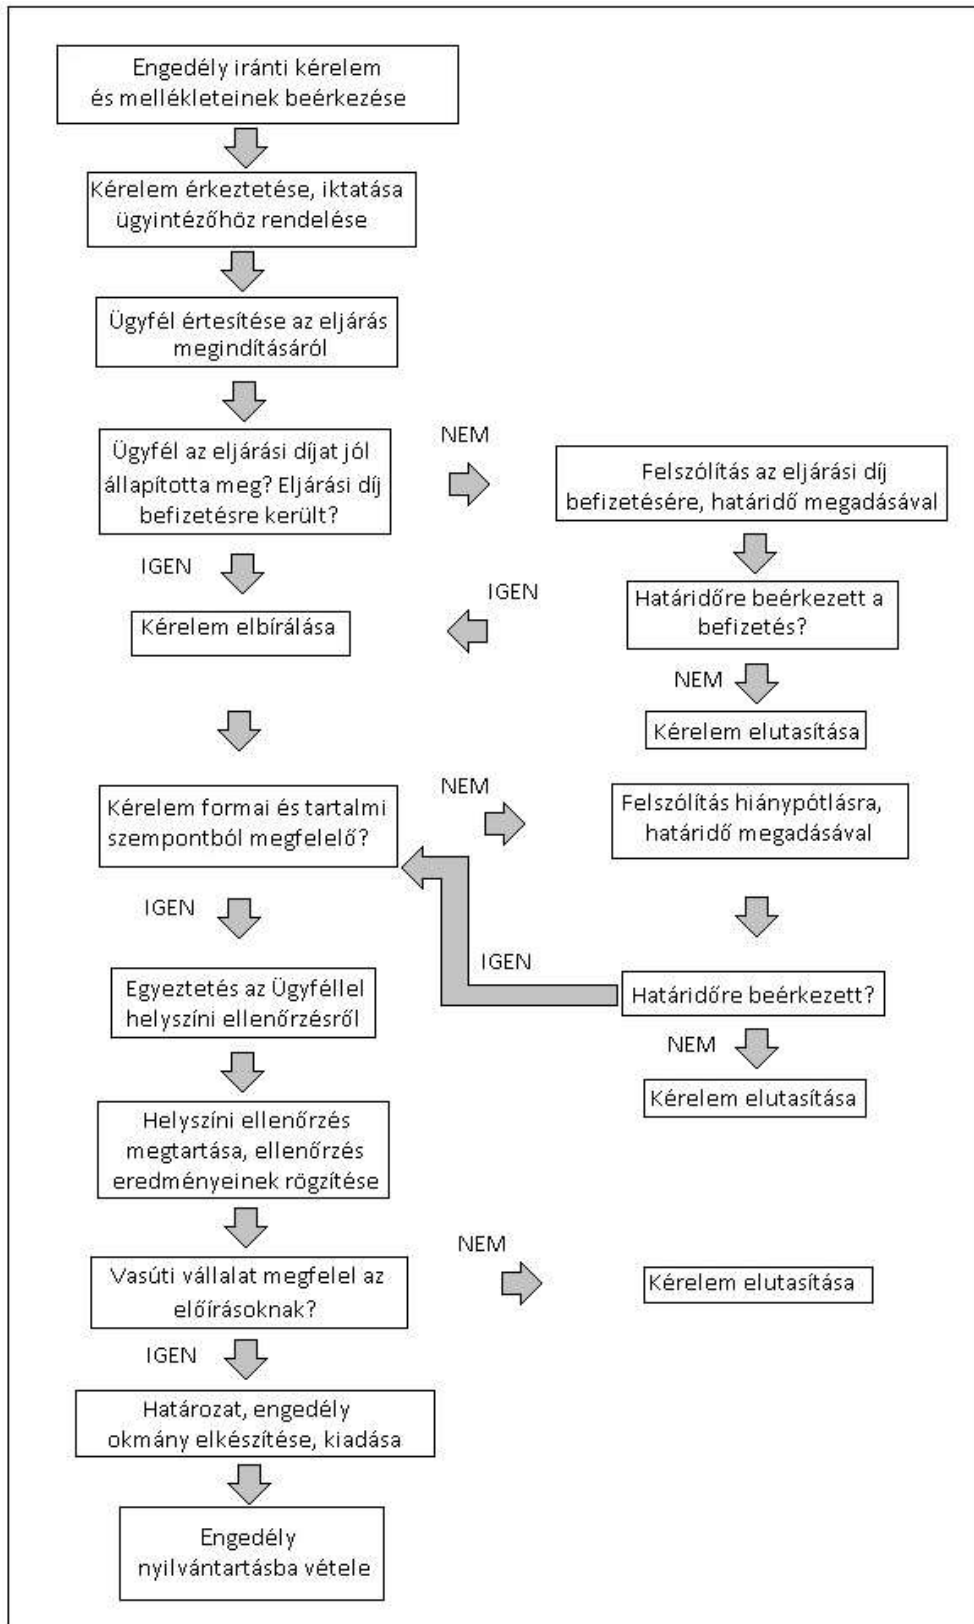 Engedély iránti kérelem
és mellékleteinek beérkezése
Kérelem érkeztetése, iktatása
ügyintézőhöz rendelése
Ügyfél értesítése az eljárás
megindításáról
Ügyfél az eljárási díjat jól
állapította meg? Eljárási díj
befizetésre került?
NEM
Felszólítás az eljárási díj
befizetésére, határidő megadásával
IGEN
Határidőre beérkezett a
befizetés?
IGEN
Kérelem elbírálása
NEM
Kérelem elutasítása
Kérelem formai és tartalmi
szempontból megfelelő?
NEM
Felszólítás hiánypótlásra,
határidő megadásával
IGEN
Határidőre beérkezett?
IGEN
NEM
Kérelem elutasítása
Egyeztetés az Ügyféllel
helyszíni ellenőrzésről
Helyszíni ellenőrzés
megtartása, ellenőrzés
eredményeinek rögzítése
Vasúti vállalat megfelel az
előírásoknak?
NEM
Kérelem elutasítása
IGEN
Határozat, engedély
okmány elkészítése, kiadása
Engedély
nyilvántartásba vétele